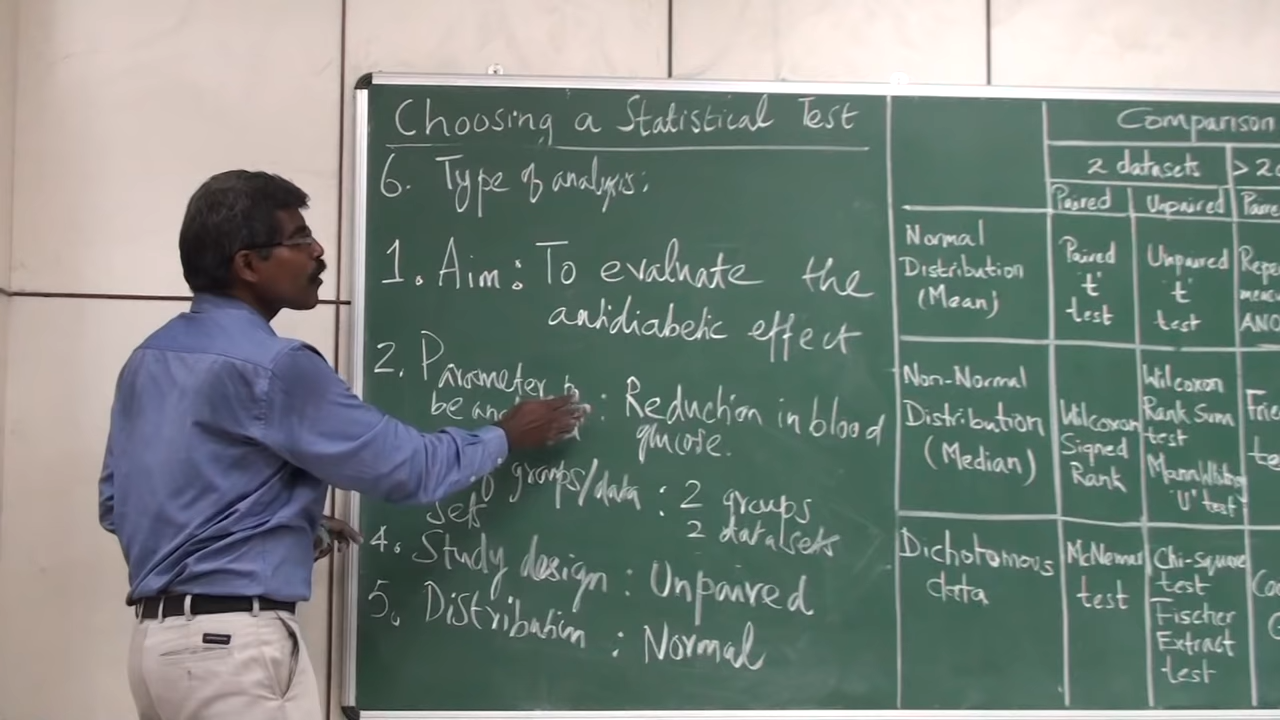 Choosing a Statistical Test
6. Type of analysis:
1. Aim: To evaluate the
antidiabetic effect
2. Parameter
be : Reduction in blood
glucose.
groups/data : 2 groups
sets 2 datasets
4. Study design : Unpaired
5. Distribution : Normal
Comparison
2 datasets
Paired Unpaired
Normal
Distribution
(Mean)
Paired
't'
test
Unpaired
't'
test
Non-Normal
Distribution
(Median)
Wilcoxon
Signed
Rank
Wilcoxon
Rank Sum
test
Mann Whitney
'U' test
Dichotomous
data
McNemar
test
Chi-square
test
Fischer
Extract
test